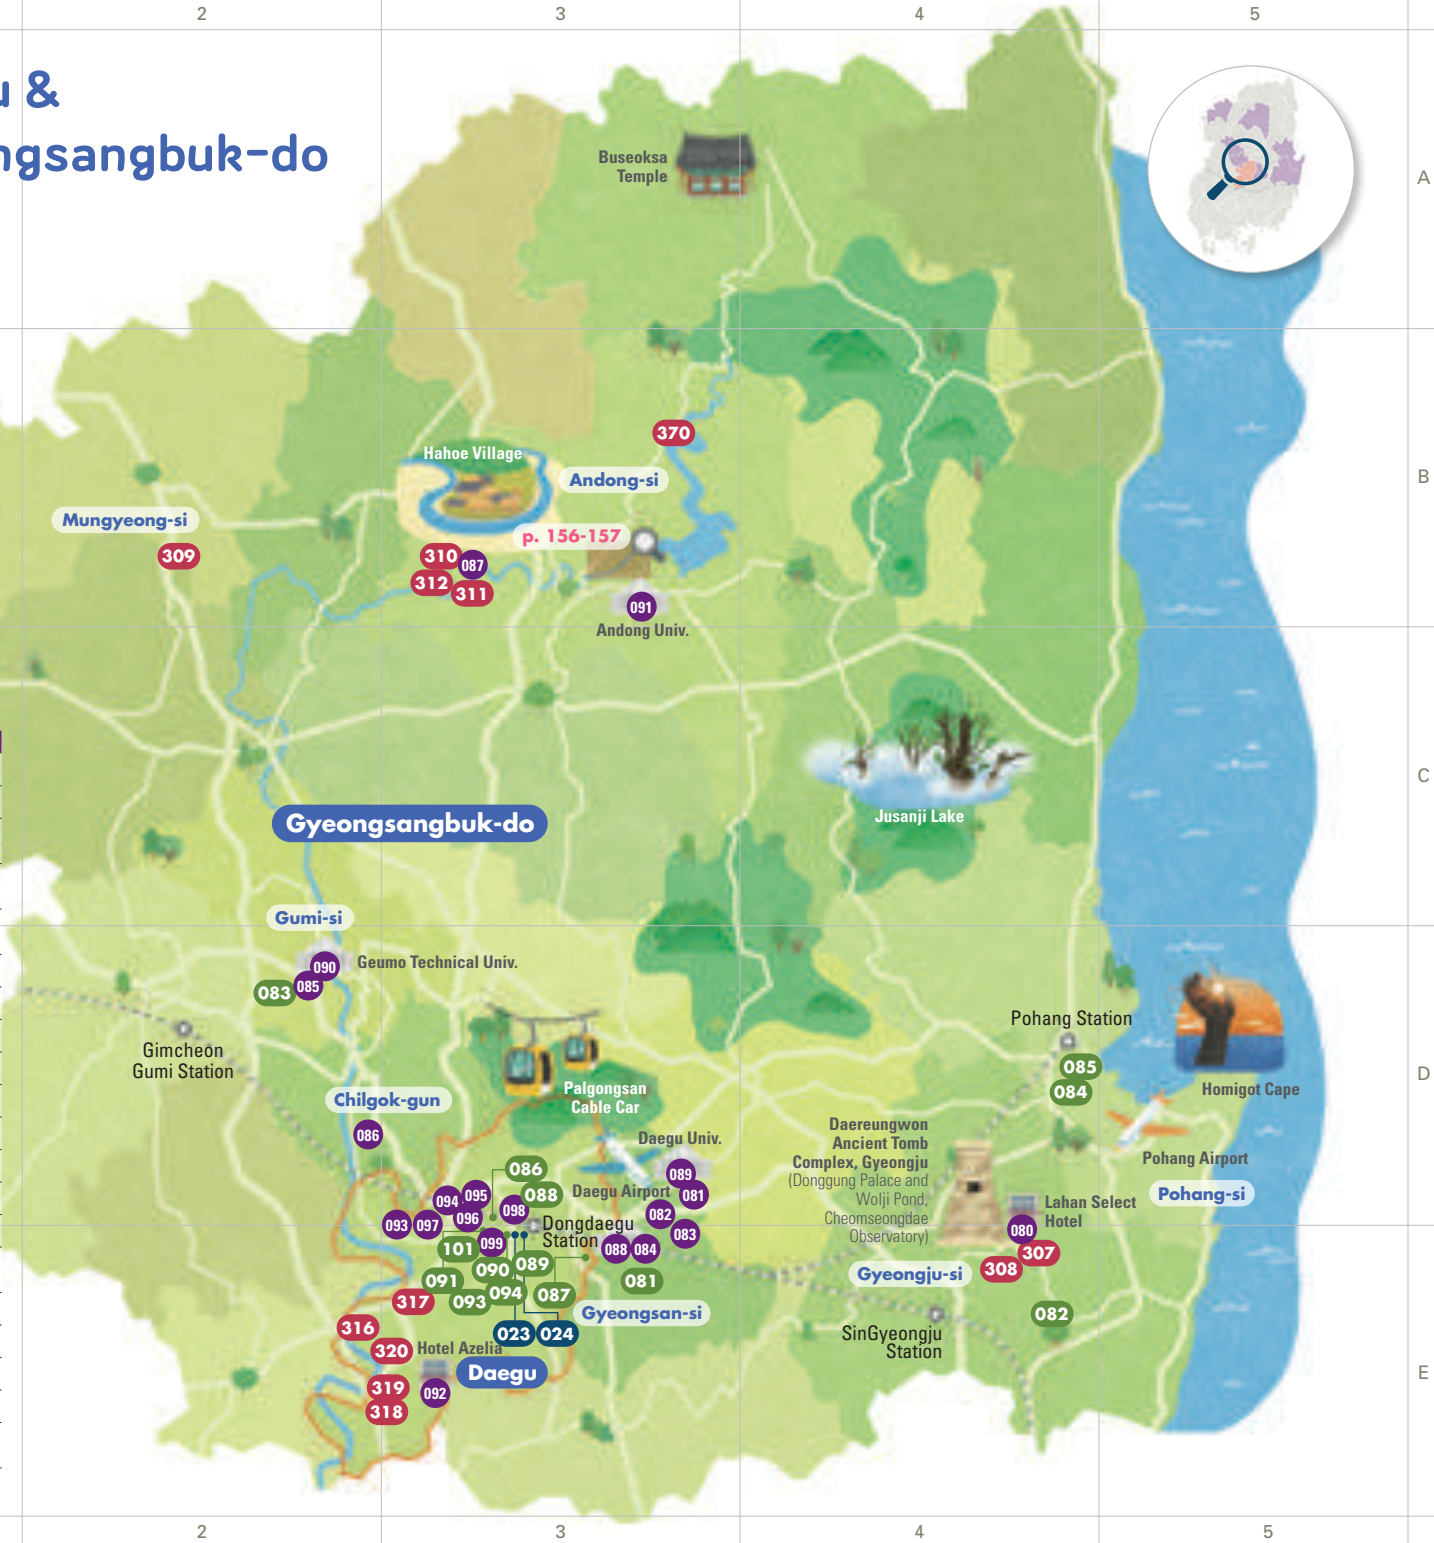 2
3
4
5
&
ngsangbuk-do
A
Buseoksa
Temple
370
Hahoe Village
Andong-si
B
Mungyeong-si
p. 156-157
309
310
087
312
311
091
Andong Univ.
C
Jusanji Lake
Gyeongsangbuk-do
Gumi-si
090
Geumo Technical Univ.
085
083
Pohang Station
Gimcheon
Gumi Station
085
084
D
Homigot Cape
Palgongsan
Cable Car
Chilgok-gun
086
Daereungwon
Ancient Tomb
Complex, Gyeongju
(Donggung Palace and
Wolji Pond,
Cheomseongdae
Observatory)
Daegu Univ.
Pohang Airport
Pohang-si
086
089
094
095
088
Daegu Airport
081
Lahan Select
Hotel
098
082
093
097
096
Dongdaegu
Station
083
080
101
099
088
084
307
091
090
089
081
308
Gyeongju-si
317
093
094
087
Gyeongsan-si
082
316
023
024
SinGyeongju
Station
320
Hotel Azelia
Daegu
E
319
092
318
2
3
4
5